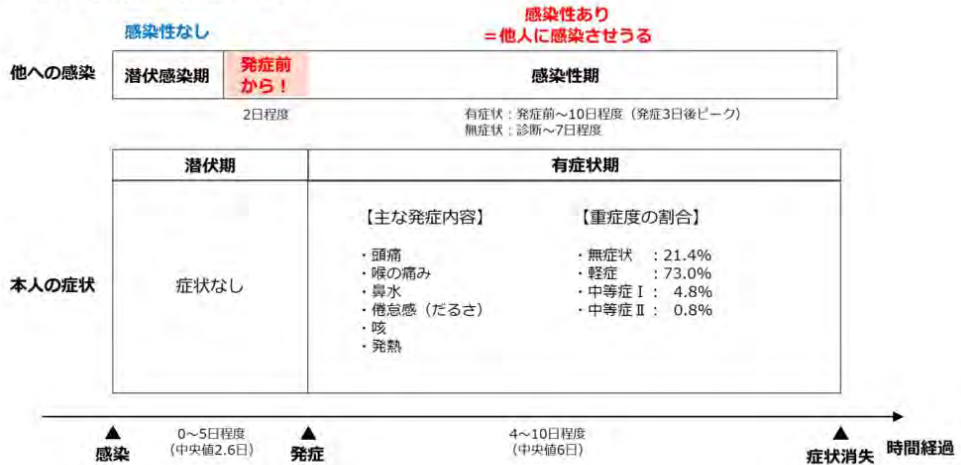 感染性なし
感染性あり
＝他人に感染させうる
他への感染
潜伏感染期
発症前
から！
感染性期
2日程度
有症状：発症前～10日程度（発症3日後ピーク）
無症状：診断～7日程度
潜伏期
有症状期
本人の症状
症状なし
【主な発症内容】
・頭痛
・喉の痛み
・鼻水
・倦怠感（だるさ）
・咳
・発熱
【重症度の割合】
・無症状　：21.4%
・軽症　　：73.0%
・中等症Ⅰ：　4.8%
・中等症Ⅱ：　0.8%
▲
感染
0～5日程度
（中央値2.6日）
▲
発症
4～10日程度
（中央値6日）
▲
症状消失
時間経過